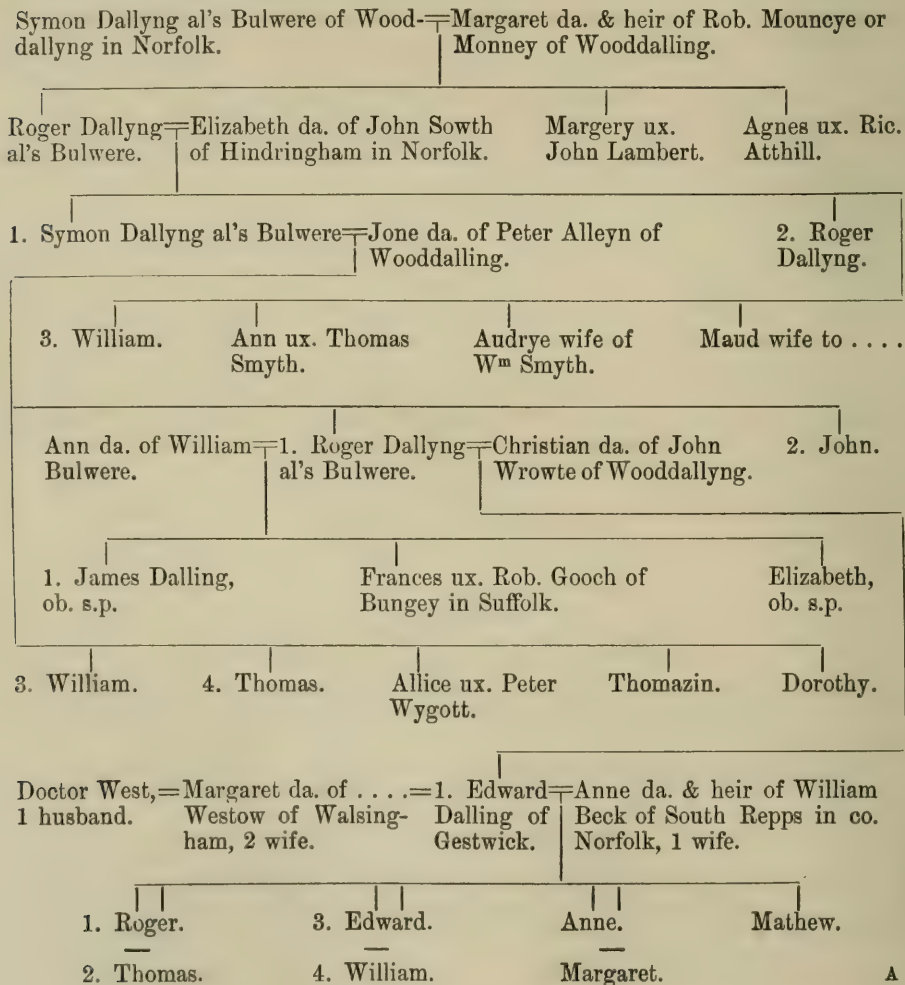 Symon Dallyng al's Bulwere of Wood-=Margaret da. & heir of Rob. Mouncye or
dallyng in Norfolk. Monney of Wooddalling.
Roger Dallyng=Elizabeth da. of John Sowth Margery ux. Agnes ux. Ric.
al's Bulwere. of Hindringham in Norfolk. John Lambert. Atthill.
1. Symon Dallyng al's Bulwere=Jone da. of Peter Alleyn of 2. Roger
Wooddalling. Dallyng.
3. William. Ann ux. Thomas Audrye wife of Maud wife to . . . .
Smyth. Wm Smyth.
Ann da. of William=1. Roger Dallyng=Christian da. of John 2. John.
Bulwere. al's Bulwere. Wrowte of Wooddallyng.
1. James Dalling, Frances ux. Rob. Gooch of Elizabeth,
ob. s.p. Bungey in Suffolk. ob. s.p.
3. William. 4. Thomas. Allice ux. Peter Thomazin. Dorothy.
Wygott.
Doctor West,=Margaret da. of . . . .=1. Edward=Anne da. & heir of William
1 husband. Westow of Walsing- Dalling of Beck of South Repps in co.
ham, 2 wife. Gestwick. Norfolk, 1 wife.
1. Roger. 3. Edward. Anne. Mathew.
2. Thomas. 4. William. Margaret. A